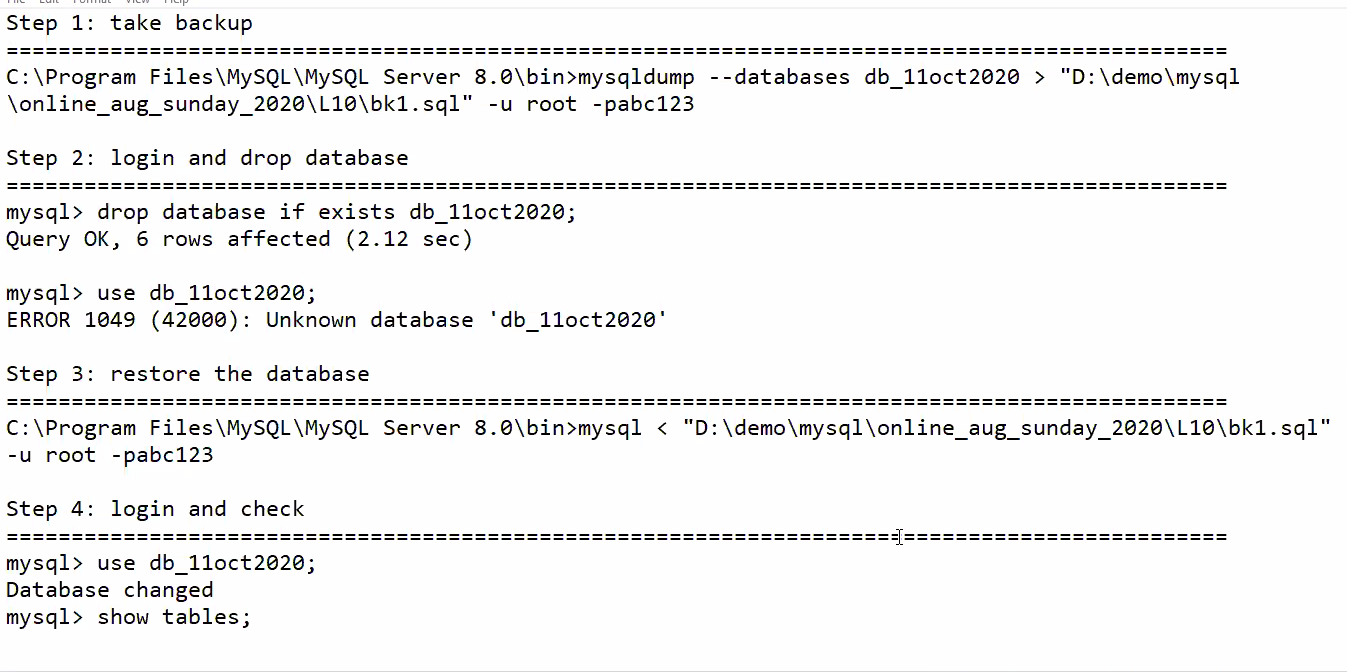 File Edit Format View Help
Step 1: take backup
==============================================================================================
C:\Program Files\MySQL\MySQL Server 8.0\bin>mysqldump --databases db_11oct2020 > "D:\demo\mysql
\online_aug_sunday_2020\L10\bk1.sql" -u root -pabc123
Step 2: login and drop database
==============================================================================================
mysql> drop database if exists db_11oct2020;
Query OK, 6 rows affected (2.12 sec)
mysql> use db_11oct2020;
ERROR 1049 (42000): Unknown database 'db_11oct2020'
Step 3: restore the database
==============================================================================================
C:\Program Files\MySQL\MySQL Server 8.0\bin>mysql < "D:\demo\mysql\online_aug_sunday_2020\L10\bk1.sql"
-u root -pabc123
Step 4: login and check
==============================================================================================
mysql> use db_11oct2020;
Database changed
mysql> show tables;